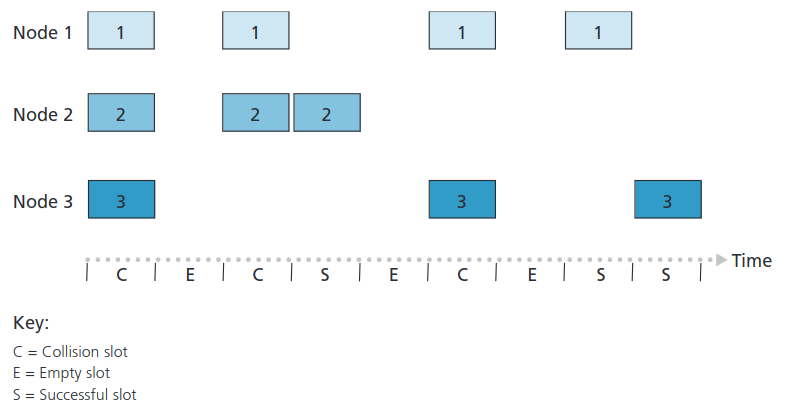 Node 1 1 1 1 1
Node 2 2 2 2
Node 3 3 3 3
Time
C E C S E C E S S
Key:
C = Collision slot
E = Empty slot
S = Successful slot